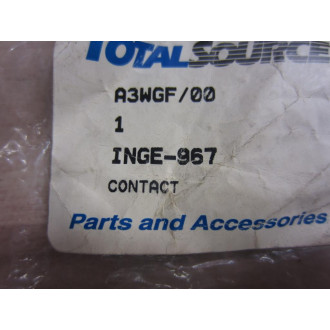 TOTALSOURCE
A3WGF/00
1
INGE-967
CONTACT
Parts and Accessories